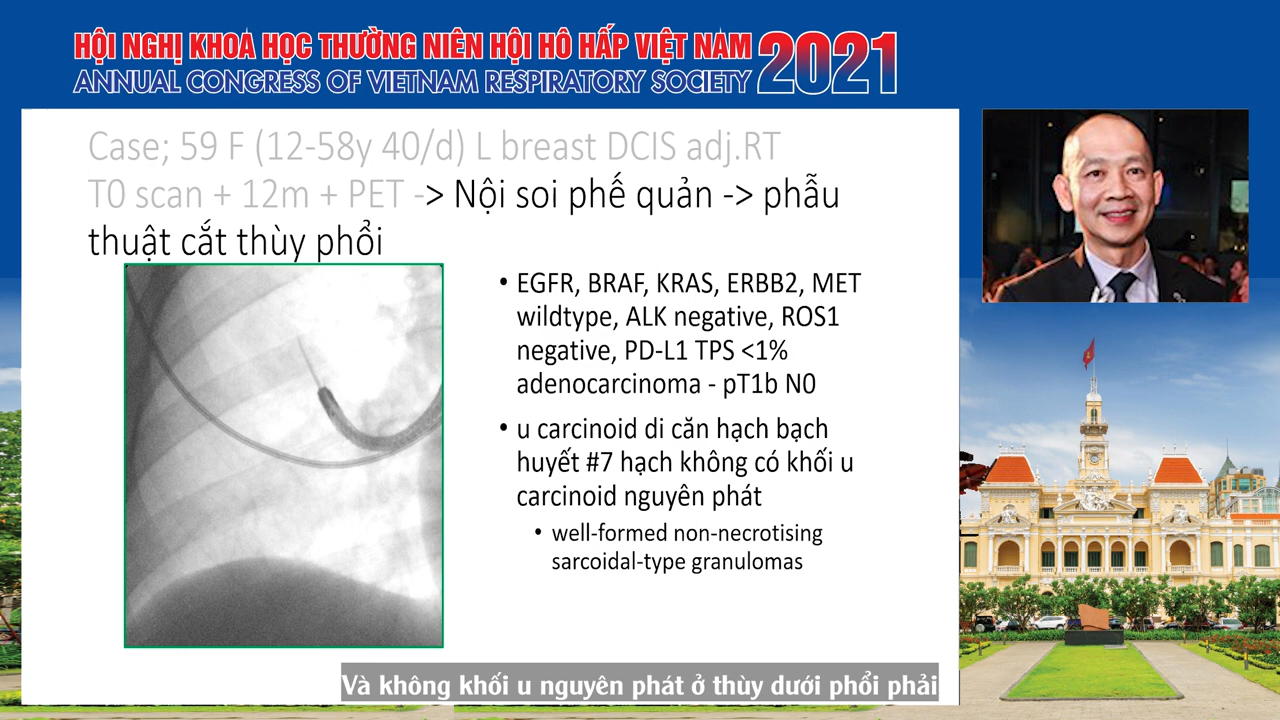 HỘI NGHỊ KHOA HỌC THƯỜNG NIÊN HỘI HÔ HẤP VIỆT NAM 2021
ANNUAL CONGRESS OF VIETNAM RESPIRATORY SOCIETY
Case; 59 F (12-58y 40/d) L breast DCIS adj.RT
T0 scan + 12m + PET -> Nội soi phế quản -> phẫu
thuật cắt thùy phổi
• EGFR, BRAF, KRAS, ERBB2, MET
wildtype, ALK negative, ROS1
negative, PD-L1 TPS <1%
adenocarcinoma - pT1b N0
• u carcinoid di căn hạch bạch
huyết #7 hạch không có khối u
carcinoid nguyên phát
• well-formed non-necrotising
sarcoidal-type granulomas
Và không khối u nguyên phát ở thùy dưới phổi phải